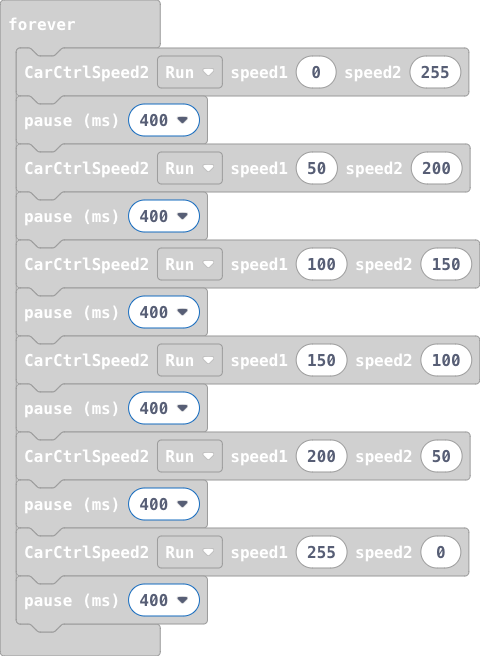 forever
CarCtrlSpeed2 Run speed1 0 speed2 255
pause (ms) 400
CarCtrlSpeed2 Run speed1 50 speed2 200
pause (ms) 400
CarCtrlSpeed2 Run speed1 100 speed2 150
pause (ms) 400
CarCtrlSpeed2 Run speed1 150 speed2 100
pause (ms) 400
CarCtrlSpeed2 Run speed1 200 speed2 50
pause (ms) 400
CarCtrlSpeed2 Run speed1 255 speed2 0
pause (ms) 400